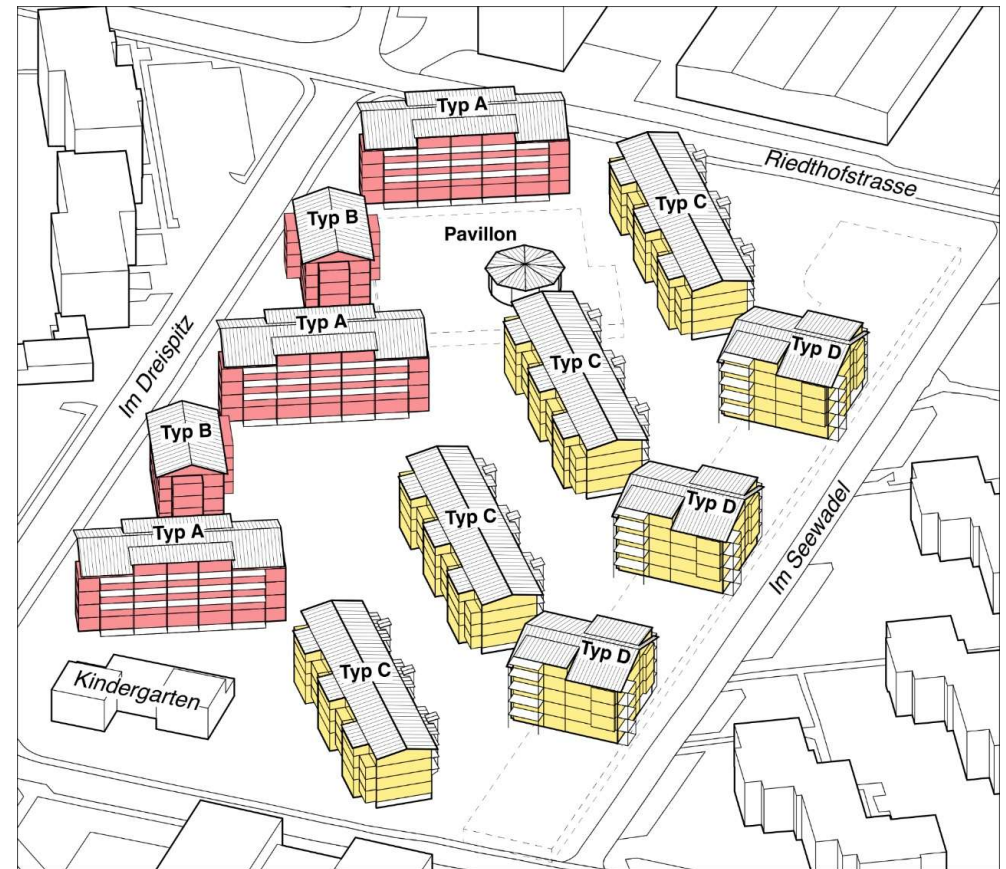 Typ A
Riedthofstrasse
Typ C
Typ B
Pavillon
Typ A
Im Dreispitz
Typ D
Typ C
Typ B
Typ D
Typ C
Typ A
Im Seewadel
Typ D
Typ C
Kindergarten